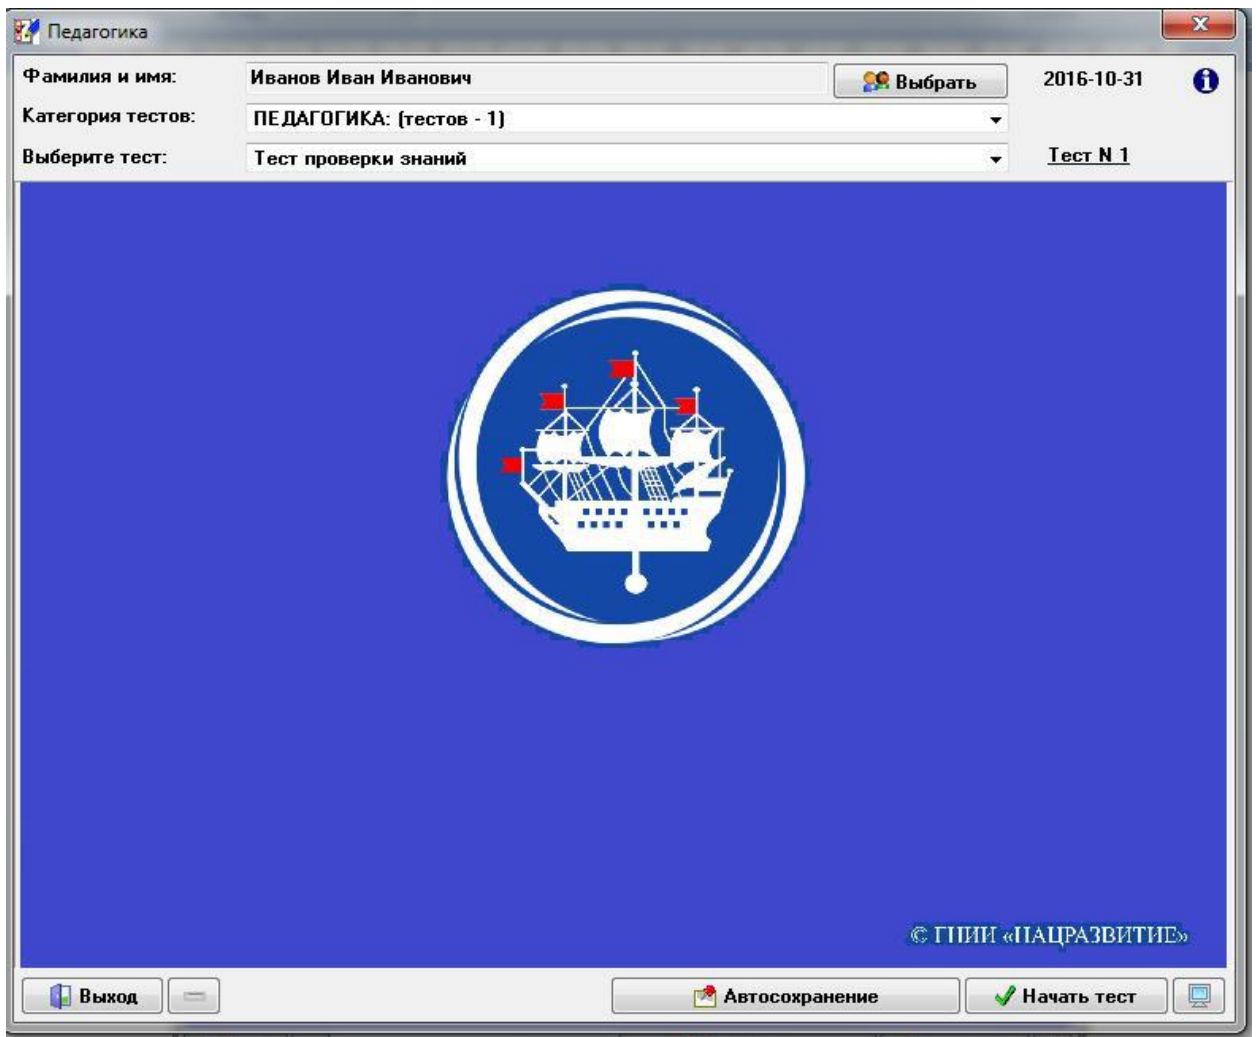 Педагогика
Фамилия и имя: Иванов Иван Иванович Выбрать 2016-10-31
Категория тестов: ПЕДАГОГИКА: (тестов - 1)
Выберите тест: Тест проверки знаний Тест N 1
© ГНИИ «НАЦРАЗВИТИЕ»
Выход Автосохранение Начать тест